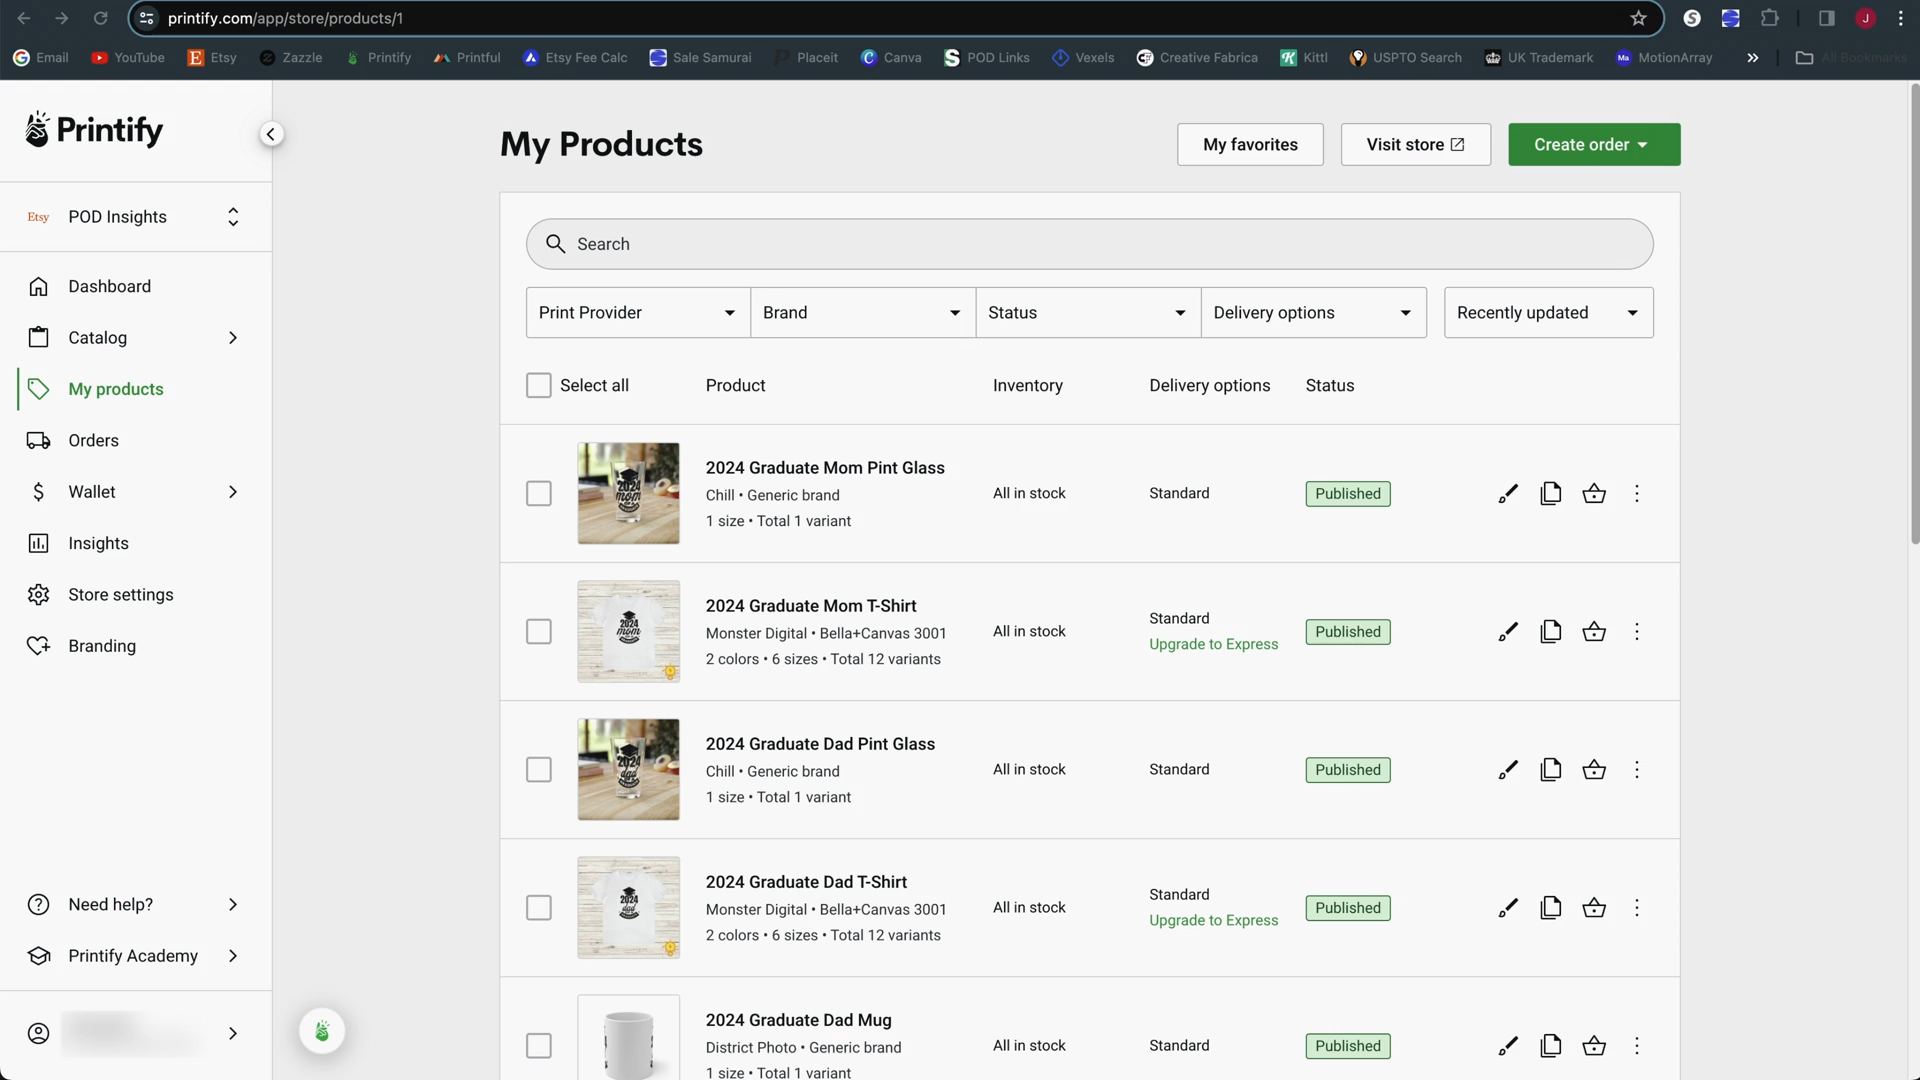 printify.com/app/store/products/1
J
Email
YouTube
Etsy
Zazzle
Printify
Printful
Etsy Fee Calc
Sale Samurai
Placeit
Canva
POD Links
Vexels
Creative Fabrica
Kittl
USPTO Search
UK Trademark
MotionArray
All Bookmarks
Printify
Etsy POD Insights
Dashboard
Catalog
My products
Orders
Wallet
Insights
Store settings
Branding
Need help?
Printify Academy
My Products
My favorites
Visit store
Create order
Search
Print Provider
Brand
Status
Delivery options
Recently updated
Select all
Product
Inventory
Delivery options
Status
2024 Graduate Mom Pint Glass
Chill • Generic brand
1 size • Total 1 variant
All in stock
Standard
Published
2024 Graduate Mom T-Shirt
Monster Digital • Bella+Canvas 3001
2 colors • 6 sizes • Total 12 variants
All in stock
Standard
Upgrade to Express
Published
2024 Graduate Dad Pint Glass
Chill • Generic brand
1 size • Total 1 variant
All in stock
Standard
Published
2024 Graduate Dad T-Shirt
Monster Digital • Bella+Canvas 3001
2 colors • 6 sizes • Total 12 variants
All in stock
Standard
Upgrade to Express
Published
2024 Graduate Dad Mug
District Photo • Generic brand
1 size • Total 1 variant
All in stock
Standard
Published